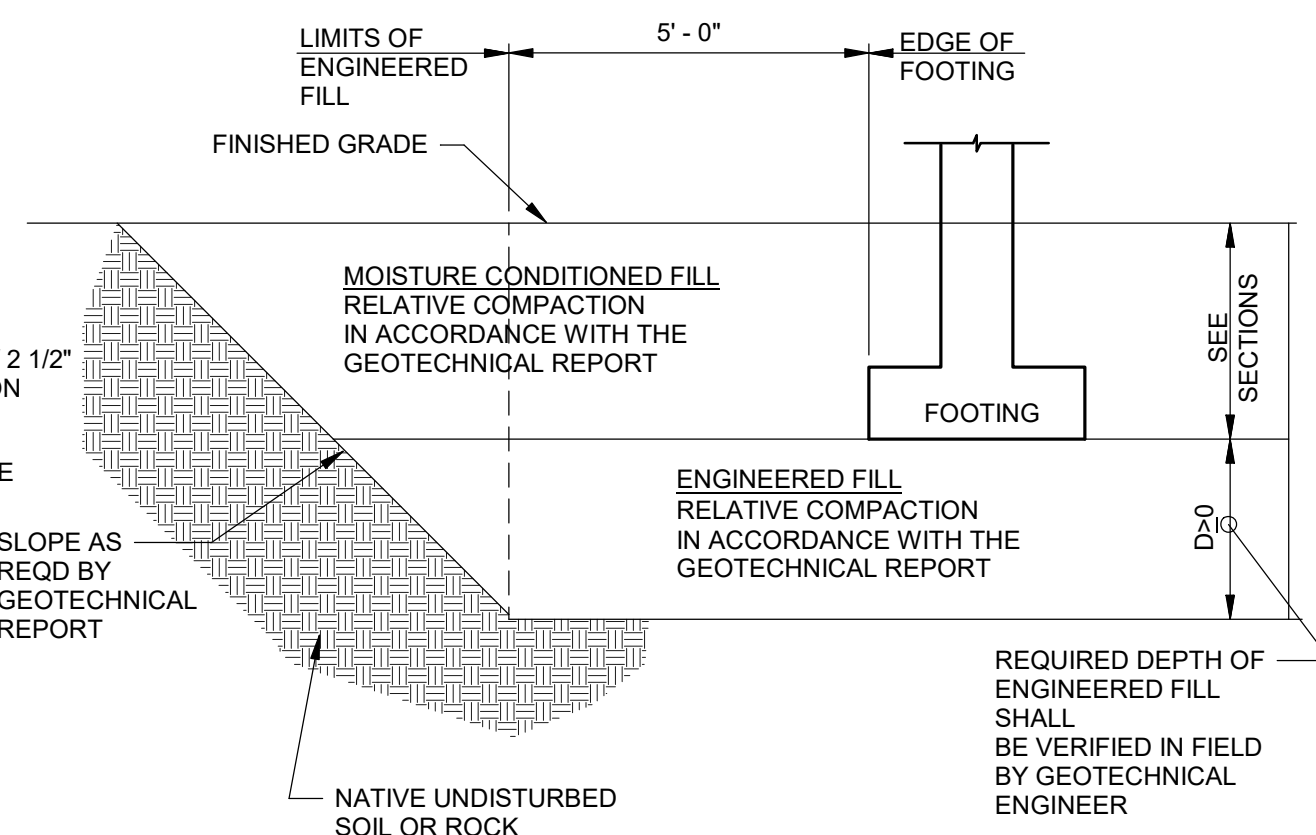 LIMITS OF
ENGINEERED
FILL
5' - 0"
EDGE OF
FOOTING
FINISHED GRADE
MOISTURE CONDITIONED FILL
RELATIVE COMPACTION
IN ACCORDANCE WITH THE
GEOTECHNICAL REPORT
SEE
SECTIONS
2 1/2"
ON
E
FOOTING
ENGINEERED FILL
RELATIVE COMPACTION
IN ACCORDANCE WITH THE
GEOTECHNICAL REPORT
D≥0
SLOPE AS
REQD BY
GEOTECHNICAL
REPORT
REQUIRED DEPTH OF
ENGINEERED FILL
SHALL
BE VERIFIED IN FIELD
BY GEOTECHNICAL
ENGINEER
NATIVE UNDISTURBED
SOIL OR ROCK